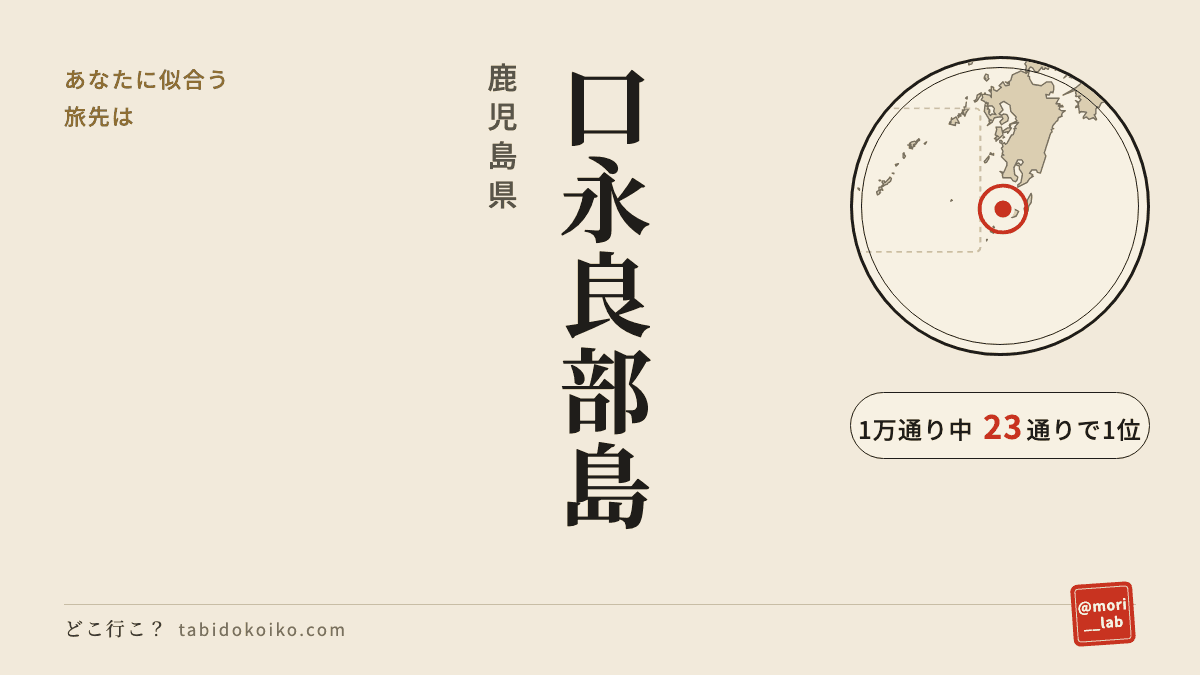 あなたに似合う
旅先は
口永良部島
鹿児島県
1万通り中 23通りで1位
どこ行こ？ tabidokoiko.com
@mori
__lab